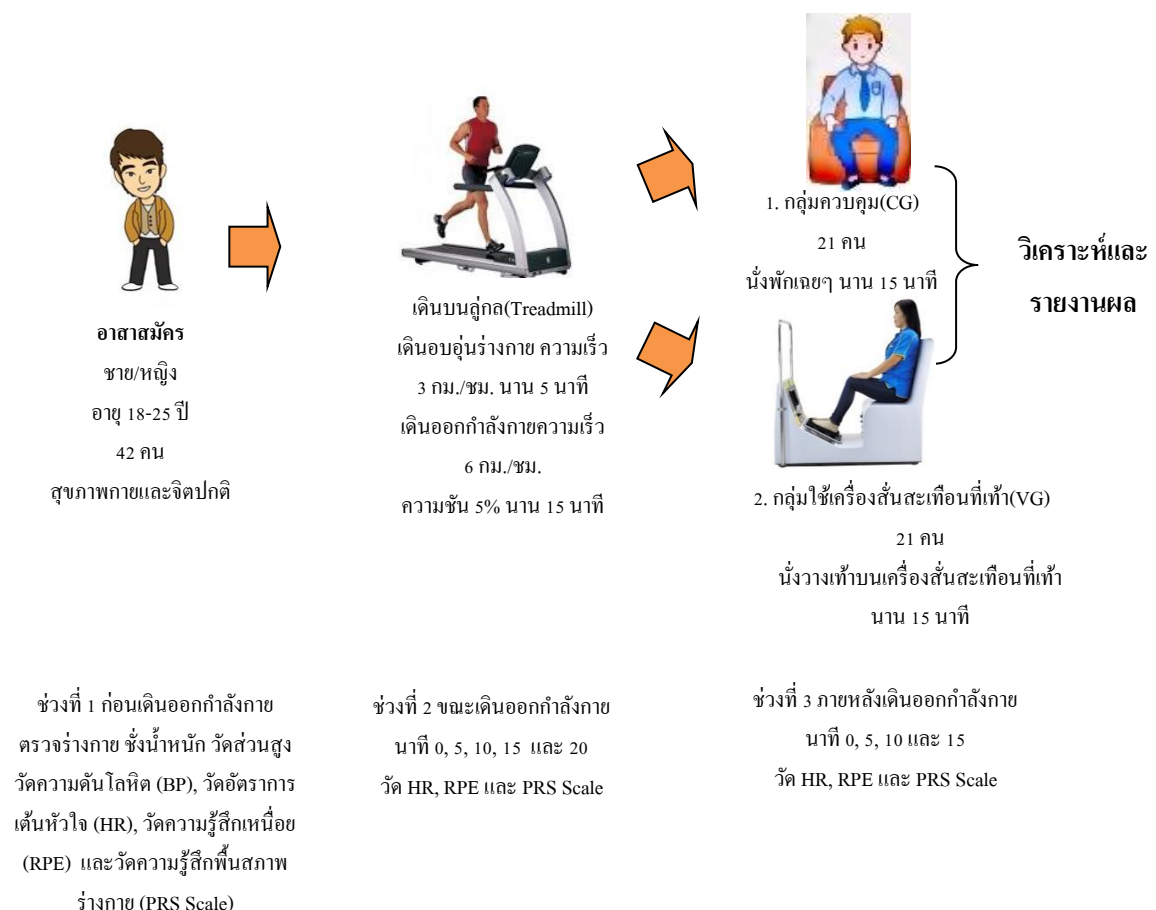 อาสาสมัคร
ชาย/หญิง
อายุ 18-25 ปี
42 คน
สุขภาพกายและจิตปกติ
เดินบนลู่กล(Treadmill)
เดินอบอุ่นร่างกาย ความเร็ว
3 กม./ชม. นาน 5 นาที
เดินออกกำลังกายความเร็ว
6 กม./ชม.
ความชัน 5% นาน 15 นาที
1. กลุ่มควบคุม(CG)
21 คน
นั่งพักเฉยๆ นาน 15 นาที
2. กลุ่มใช้เครื่องสั่นสะเทือนที่เท้า(VG)
21 คน
นั่งวางเท้าบนเครื่องสั่นสะเทือนที่เท้า
นาน 15 นาที
วิเคราะห์และ
รายงานผล
ช่วงที่ 1 ก่อนเดินออกกำลังกาย
ตรวจร่างกาย ชั่งน้ำหนัก วัดส่วนสูง
วัดความดันโลหิต (BP), วัดอัตราการ
เต้นหัวใจ (HR), วัดความรู้สึกเหนื่อย
(RPE) และวัดความรู้สึกพื้นสภาพ
ร่างกาย (PRS Scale)
ช่วงที่ 2 ขณะเดินออกกำลังกาย
นาที 0, 5, 10, 15 และ 20
วัด HR, RPE และ PRS Scale
ช่วงที่ 3 ภายหลังเดินออกกำลังกาย
นาที 0, 5, 10 และ 15
วัด HR, RPE และ PRS Scale